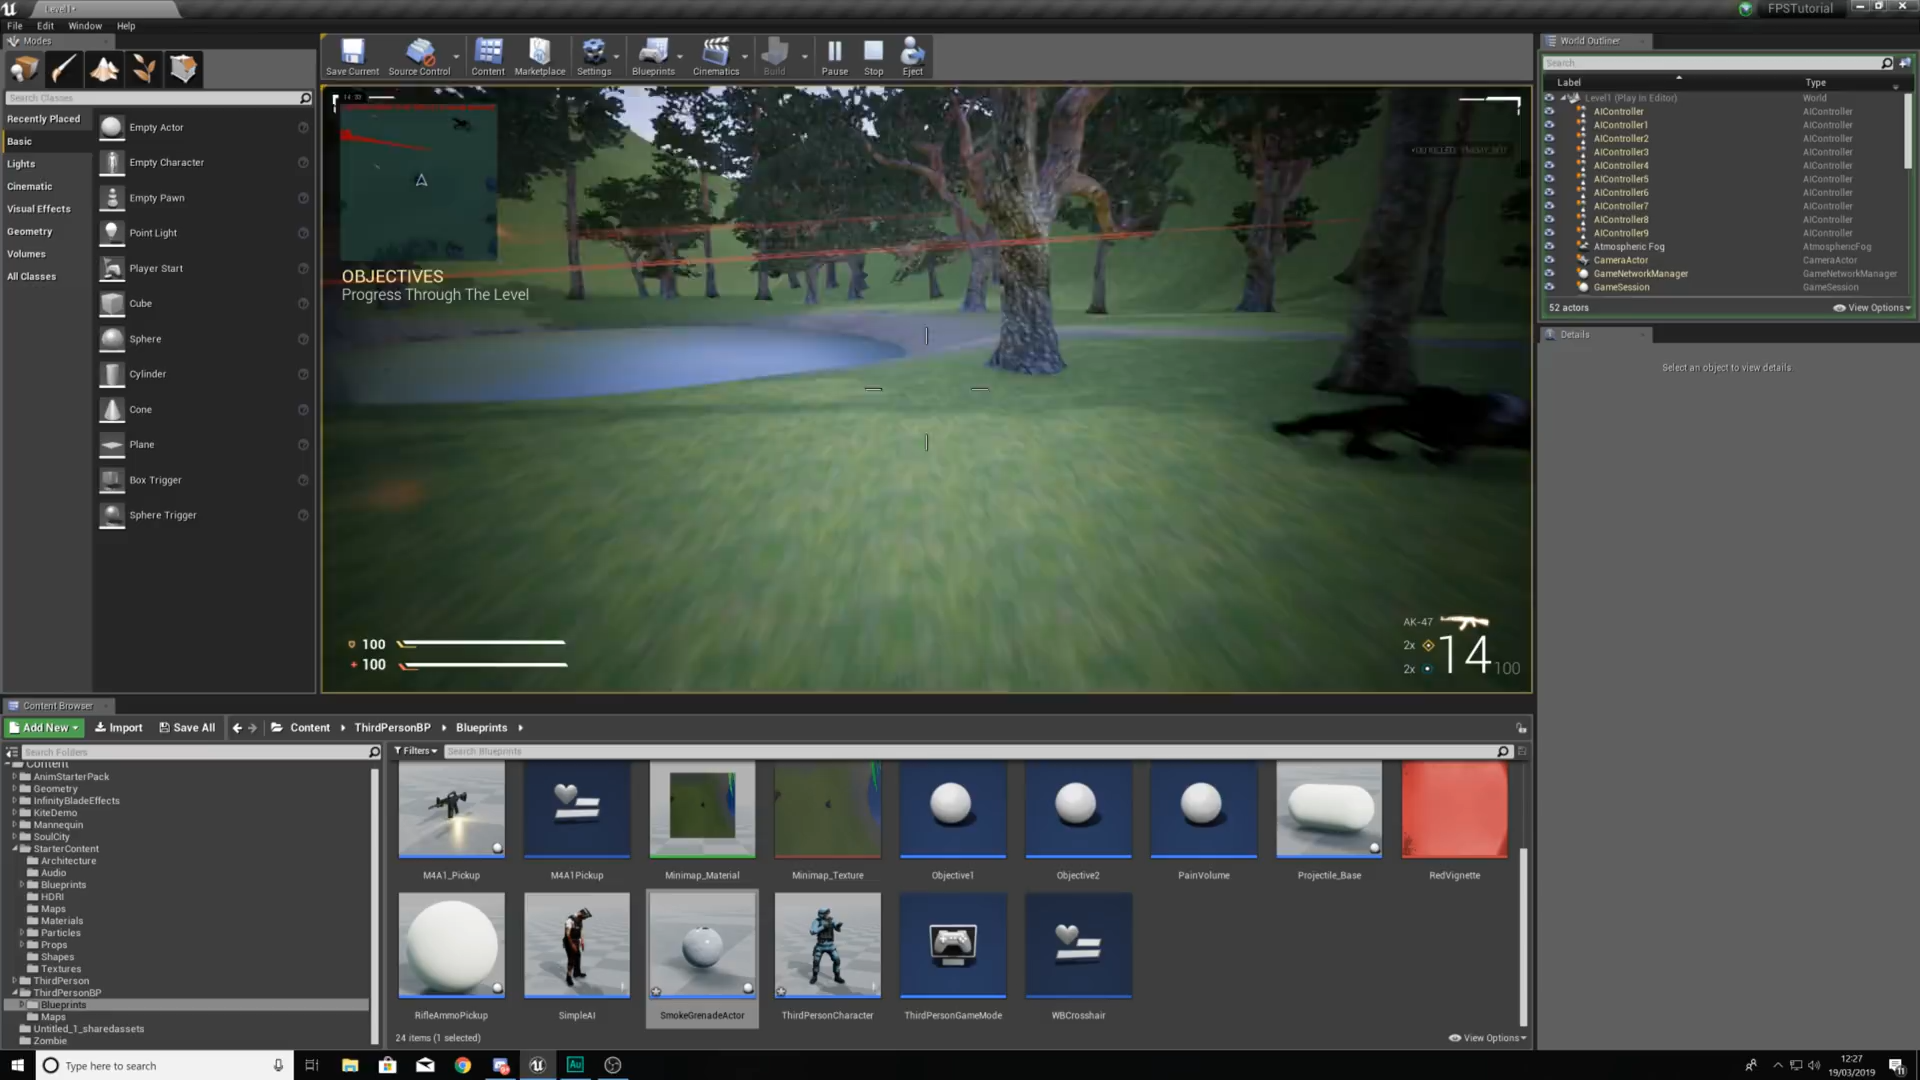 Level1*
FPSTutorial
File Edit Window Help
Modes
Search Classes
Recently Placed
Basic
Lights
Cinematic
Visual Effects
Geometry
Volumes
All Classes
Empty Actor
Empty Character
Empty Pawn
Point Light
Player Start
Cube
Sphere
Cylinder
Cone
Plane
Box Trigger
Sphere Trigger
Save Current Source Control Content Marketplace Settings Blueprints Cinematics Build Pause Stop Eject
OBJECTIVES
Progress Through The Level
100
100
AK-47
2x
2x
14 100
World Outliner
Search
Label Type
Level1 (Play In Editor) World
AIController AIController
AIController1 AIController
AIController2 AIController
AIController3 AIController
AIController4 AIController
AIController5 AIController
AIController6 AIController
AIController7 AIController
AIController8 AIController
AIController9 AIController
Atmospheric Fog AtmosphericFog
CameraActor CameraActor
GameNetworkManager GameNetworkManager
GameSession GameSession
52 actors View Options
Details
Select an object to view details.
Content Browser
Add New Import Save All Content ThirdPersonBP Blueprints
Search Folders
Filters Search Blueprints
Content
AnimStarterPack
Geometry
InfinityBladeEffects
KiteDemo
Mannequin
SoulCity
StarterContent
Architecture
Audio
Blueprints
HDRI
Maps
Materials
Particles
Props
Shapes
Textures
ThirdPerson
ThirdPersonBP
Blueprints
Maps
Untitled_1_sharedassets
Zombie
M4A1_Pickup M4A1Pickup Minimap_Material Minimap_Texture Objective1 Objective2 PainVolume Projectile_Base RedVignette
RifleAmmoPickup SimpleAI SmokeGrenadeActor ThirdPersonCharacter ThirdPersonGameMode WBCrosshair
24 items (1 selected) View Options
Type here to search
Au
12:27
19/03/2019
11